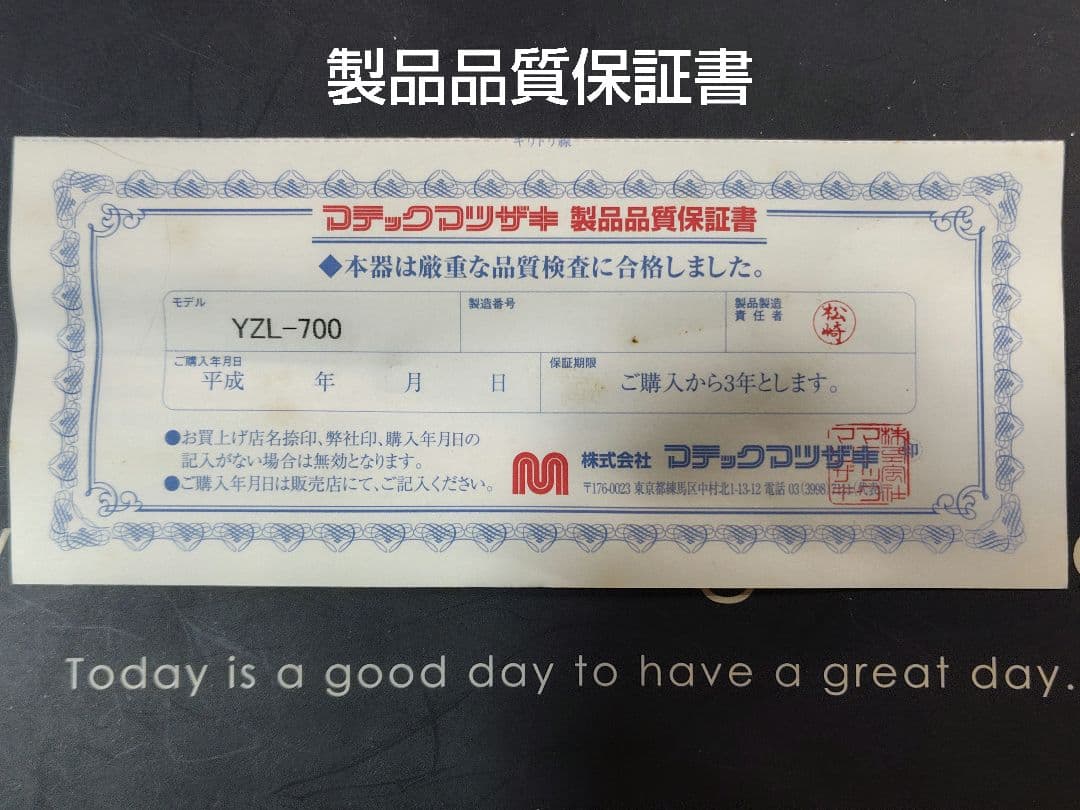 製品品質保証書
キリトリ線
マテックマツザキ 製品品質保証書
◆本器は厳重な品質検査に合格しました。
モデル
YZL-700
製造番号
製品製造
責任者
松崎
ご購入年月日
平成 年 月 日
保証期限
ご購入から3年とします。
●お買上げ店名捺印、弊社印、購入年月日の
記入がない場合は無効となります。
●ご購入年月日は販売店にて、ご記入ください。
M
株式会社 マテックマツザキ 印
〒176-0023 東京都練馬区中村北1-13-12 電話 03(3998)
Today is a good day to have a great day.